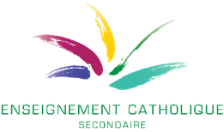 ENSEIGNEMENT CATHOLIQUE
SECONDAIRE